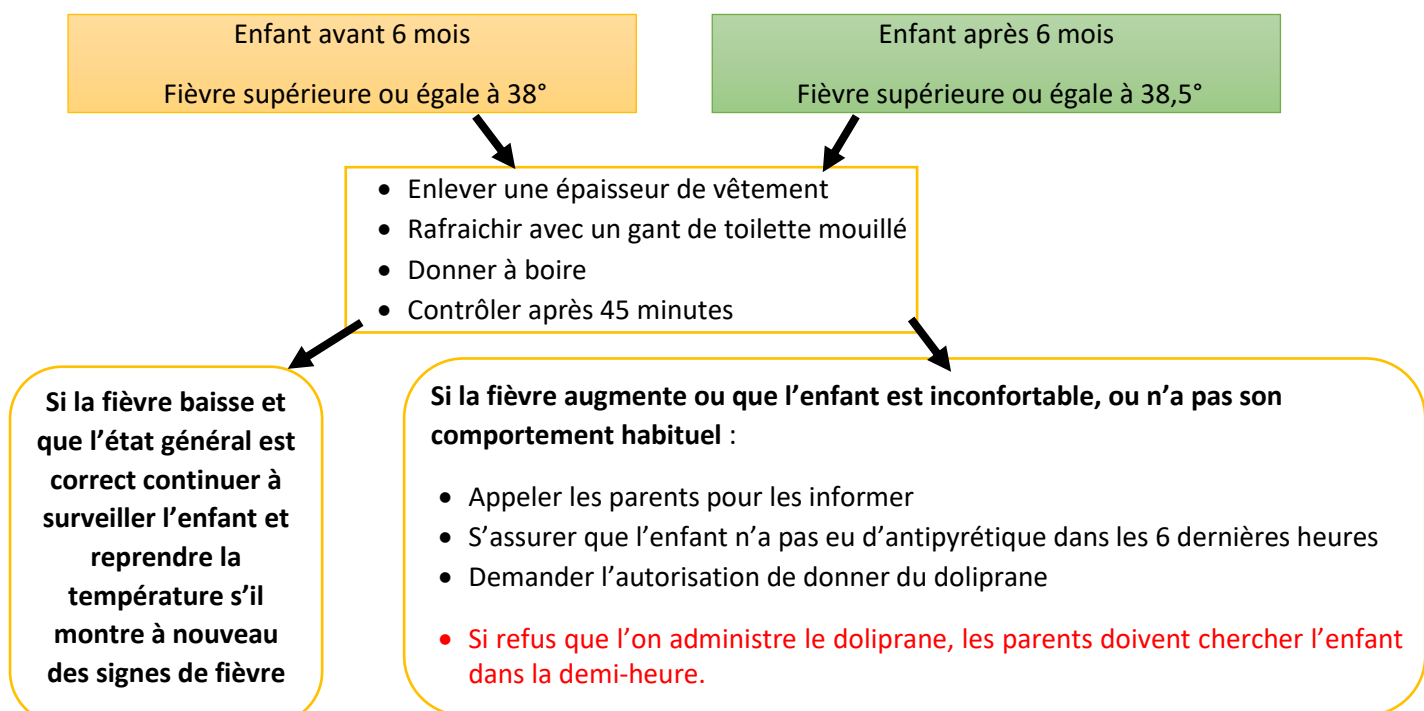 Enfant avant 6 mois
Fièvre supérieure ou égale à 38°
Enfant après 6 mois
Fièvre supérieure ou égale à 38,5°
• Enlever une épaisseur de vêtement
• Rafraichir avec un gant de toilette mouillé
• Donner à boire
• Contrôler après 45 minutes
Si la fièvre baisse et
que l’état général est
correct continuer à
surveiller l’enfant et
reprendre la
température s’il
montre à nouveau
des signes de fièvre
Si la fièvre augmente ou que l’enfant est inconfortable, ou n’a pas son
comportement habituel :
• Appeler les parents pour les informer
• S’assurer que l’enfant n’a pas eu d’antipyrétique dans les 6 dernières heures
• Demander l’autorisation de donner du doliprane
• Si refus que l’on administre le doliprane, les parents doivent chercher l’enfant
dans la demi-heure.